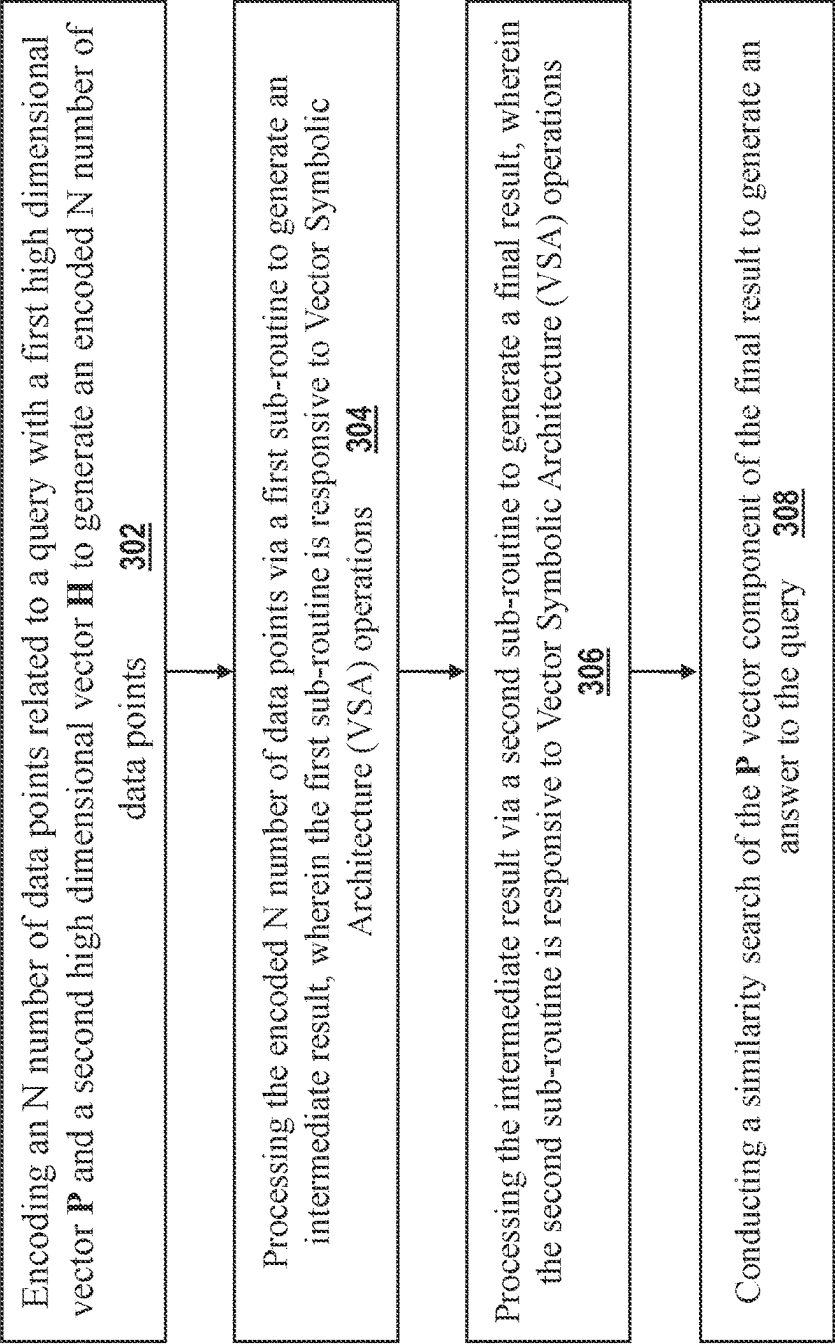 Encoding an N number of data points related to a query with a first high dimensional
vector P and a second high dimensional vector H to generate an encoded N number of
data points 302
Processing the encoded N number of data points via a first sub-routine to generate an
intermediate result, wherein the first sub-routine is responsive to Vector Symbolic
Architecture (VSA) operations 304
Processing the intermediate result via a second sub-routine to generate a final result, wherein
the second sub-routine is responsive to Vector Symbolic Architecture (VSA) operations
306
Conducting a similarity search of the P vector component of the final result to generate an
answer to the query 308